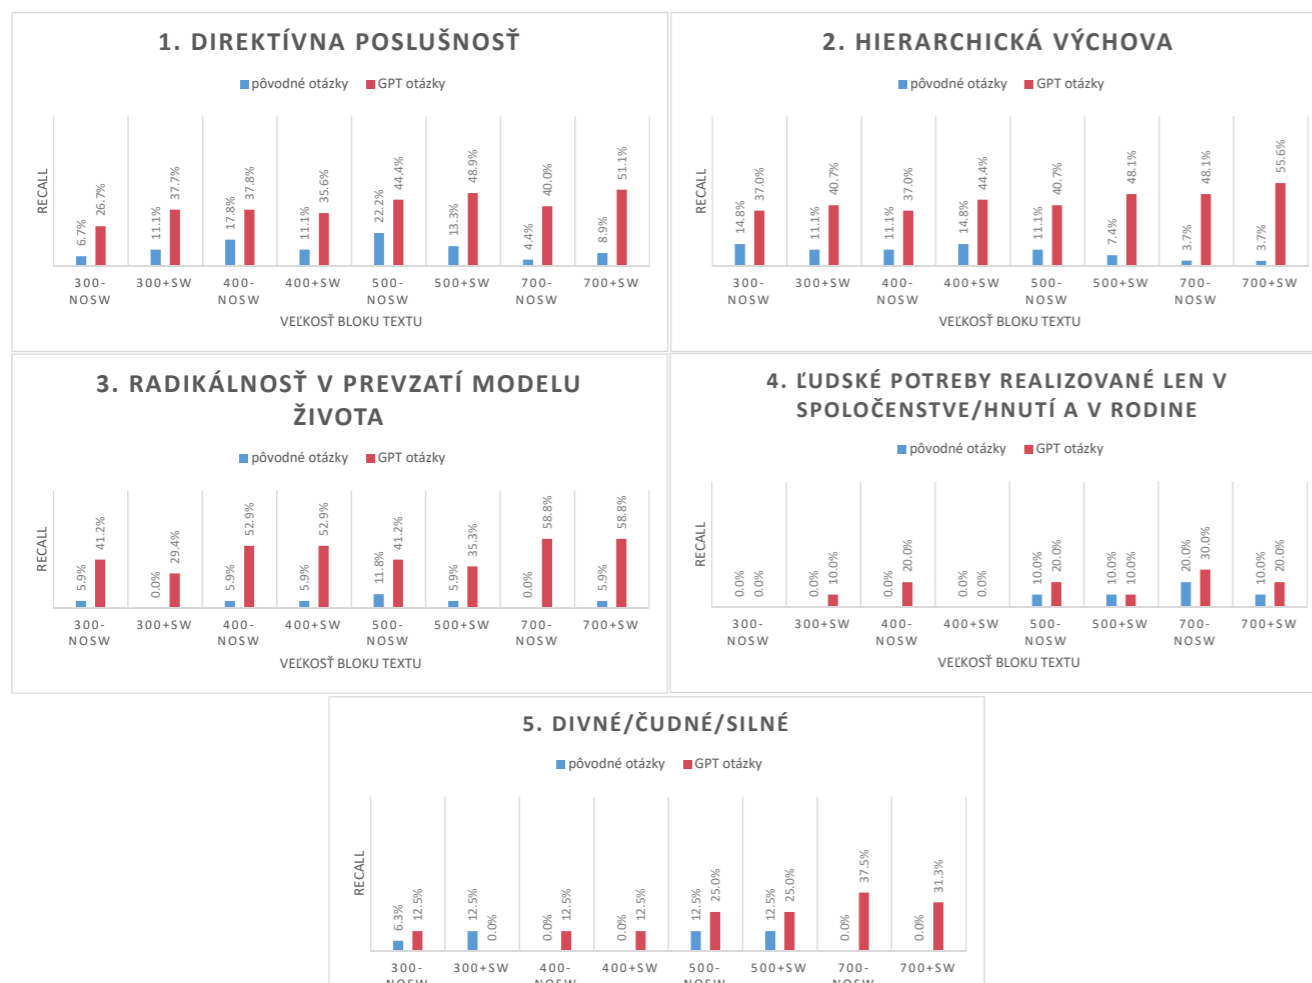 1. DIREKTÍVNA POSLUŠNOSŤ
pôvodné otázky GPT otázky
RECALL
6.7% 26.7% 11.1% 37.7% 17.8% 37.8% 11.1% 35.6% 22.2% 44.4% 13.3% 48.9% 4.4% 40.0% 8.9% 51.1%
300- 300+SW 400- 400+SW 500- 500+SW 700- 700+SW
NOSW NOSW NOSW NOSW
VEĽKOSŤ BLOKU TEXTU
2. HIERARCHICKÁ VÝCHOVA
pôvodné otázky GPT otázky
RECALL
14.8% 37.0% 11.1% 40.7% 11.1% 37.0% 14.8% 44.4% 11.1% 40.7% 7.4% 48.1% 3.7% 48.1% 3.7% 55.6%
300- 300+SW 400- 400+SW 500- 500+SW 700- 700+SW
NOSW NOSW NOSW NOSW
VEĽKOSŤ BLOKU TEXTU
3. RADIKÁLNOSŤ V PREVZATÍ MODELU
ŽIVOTA
pôvodné otázky GPT otázky
RECALL
5.9% 41.2% 0.0% 29.4% 5.9% 52.9% 5.9% 52.9% 11.8% 41.2% 5.9% 35.3% 0.0% 58.8% 5.9% 58.8%
300- 300+SW 400- 400+SW 500- 500+SW 700- 700+SW
NOSW NOSW NOSW NOSW
VEĽKOSŤ BLOKU TEXTU
4. ĽUDSKÉ POTREBY REALIZOVANÉ LEN V
SPOLOČENSTVE/HNUTÍ A V RODINE
pôvodné otázky GPT otázky
RECALL
0.0% 0.0% 0.0% 10.0% 0.0% 20.0% 0.0% 0.0% 10.0% 20.0% 10.0% 10.0% 20.0% 30.0% 10.0% 20.0%
300- 300+SW 400- 400+SW 500- 500+SW 700- 700+SW
NOSW NOSW NOSW NOSW
VEĽKOSŤ BLOKU TEXTU
5. DIVNÉ/ČUDNÉ/SILNÉ
pôvodné otázky GPT otázky
RECALL
6.3% 12.5% 12.5% 0.0% 0.0% 12.5% 0.0% 12.5% 12.5% 25.0% 12.5% 25.0% 0.0% 37.5% 0.0% 31.3%
300- 300+SW 400- 400+SW 500- 500+SW 700- 700+SW
NOSW NOSW NOSW NOSW